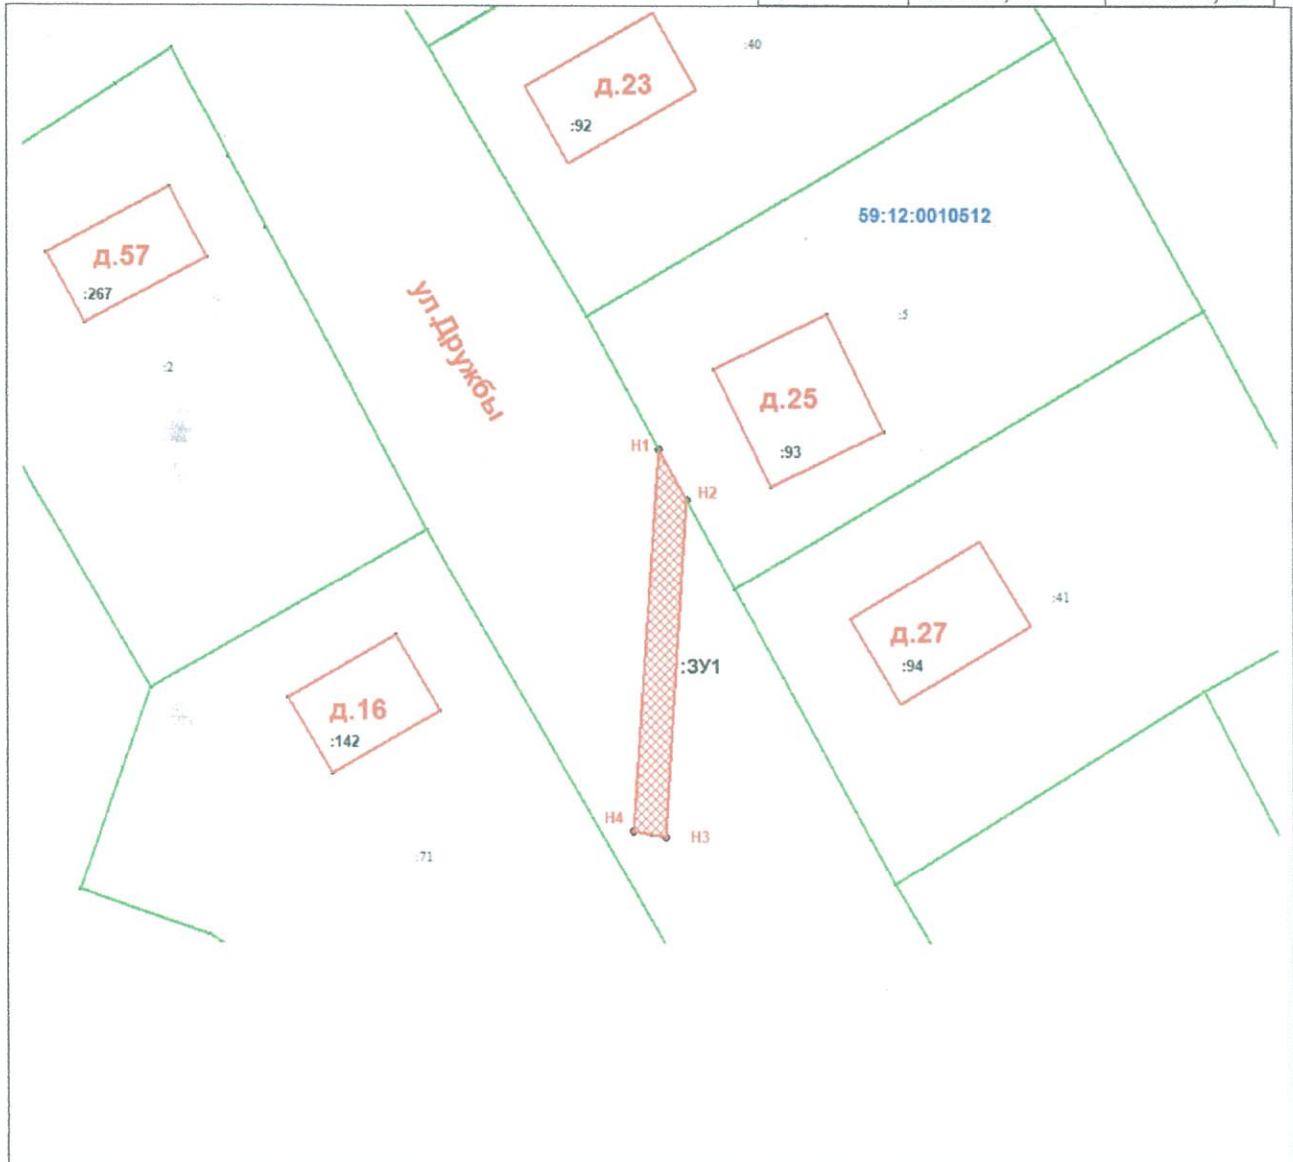 :40
д.23
:92
59:12:0010512
д.57
:267
:5
ул.Дружбы
:2
д.25
:93
Н1
Н2
:41
д.27
:94
:ЗУ1
д.16
:142
Н4
Н3
:71